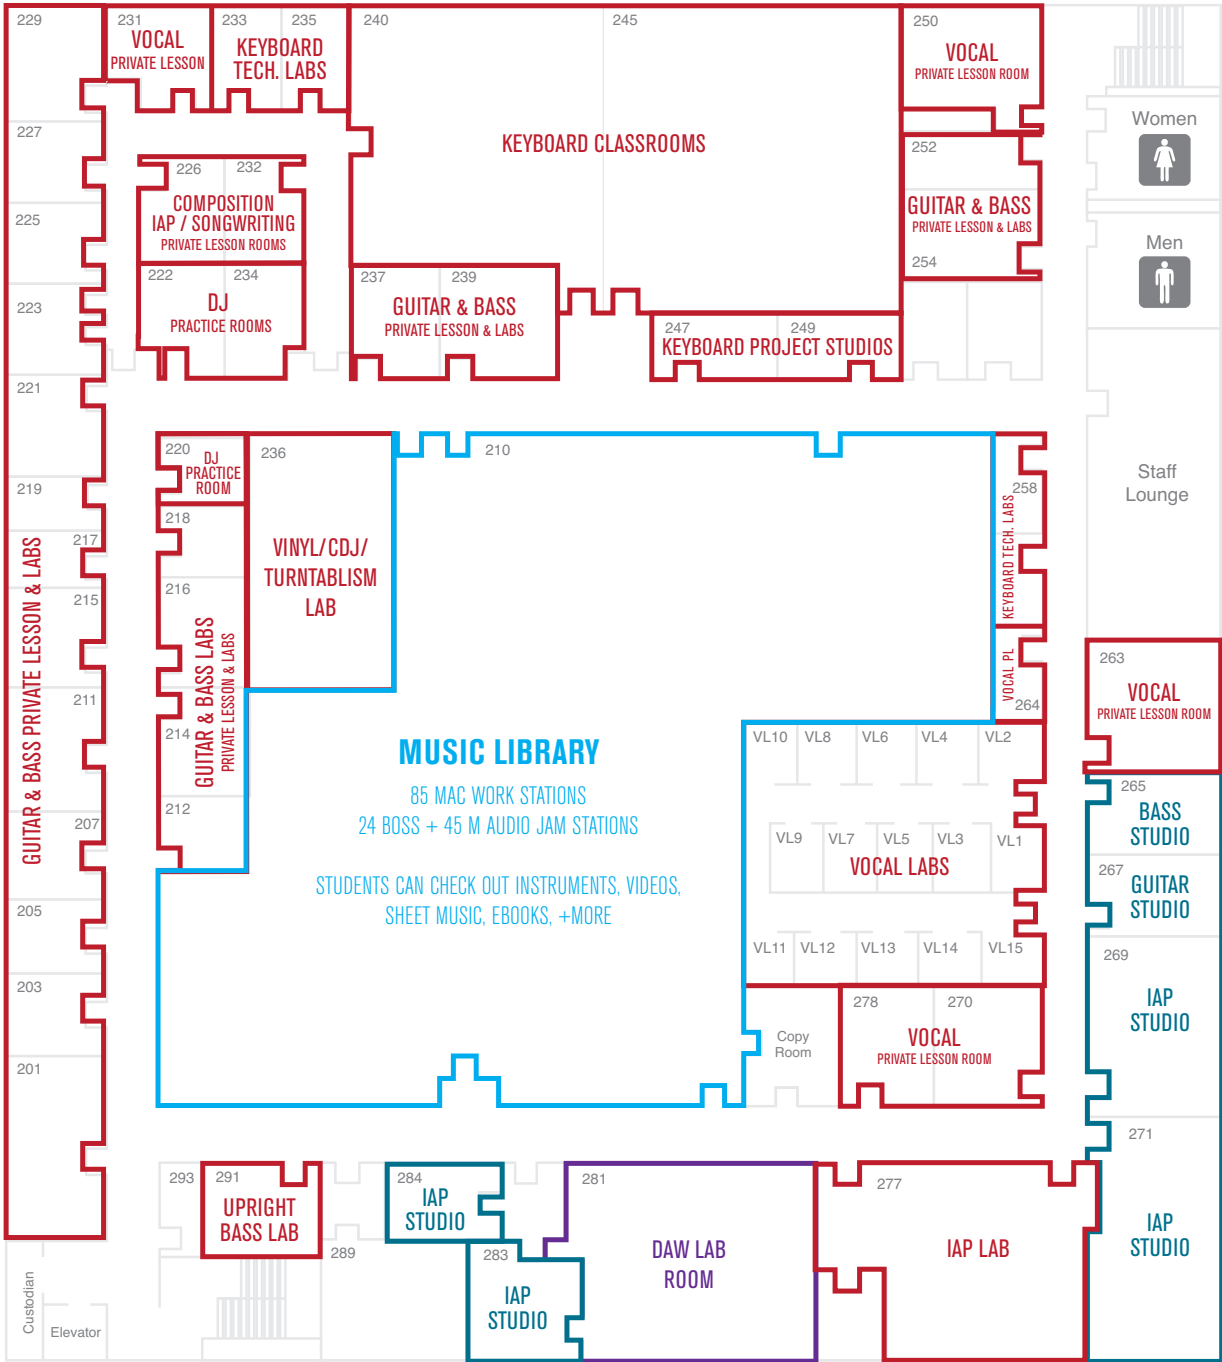 229
231
VOCAL
PRIVATE LESSON
233
235
KEYBOARD
TECH. LABS
240
245
KEYBOARD CLASSROOMS
250
VOCAL
PRIVATE LESSON ROOM
Women
227
226
232
COMPOSITION
IAP / SONGWRITING
PRIVATE LESSON ROOMS
252
GUITAR & BASS
PRIVATE LESSON & LABS
254
Men
225
222
234
DJ
PRACTICE ROOMS
237
239
GUITAR & BASS
PRIVATE LESSON & LABS
247
249
KEYBOARD PROJECT STUDIOS
223
221
219
217
215
211
207
205
203
201
GUITAR & BASS PRIVATE LESSON & LABS
220
DJ
PRACTICE
ROOM
236
VINYL/CDJ/
TURNTABLISM
LAB
218
216
214
212
GUITAR & BASS LABS
PRIVATE LESSON & LABS
210
MUSIC LIBRARY
85 MAC WORK STATIONS
24 BOSS + 45 M AUDIO JAM STATIONS
STUDENTS CAN CHECK OUT INSTRUMENTS, VIDEOS,
SHEET MUSIC, EBOOKS, +MORE
258
KEYBOARD TECH. LABS
VOCAL PL
264
Staff
Lounge
263
VOCAL
PRIVATE LESSON ROOM
VL10
VL8
VL6
VL4
VL2
VL9
VL7
VL5
VL3
VL1
VOCAL LABS
VL11
VL12
VL13
VL14
VL15
265
BASS
STUDIO
267
GUITAR
STUDIO
269
IAP
STUDIO
Copy
Room
278
270
VOCAL
PRIVATE LESSON ROOM
271
IAP
STUDIO
293
291
UPRIGHT
BASS LAB
289
284
IAP
STUDIO
283
IAP
STUDIO
281
DAW LAB
ROOM
277
IAP LAB
Custodian
Elevator